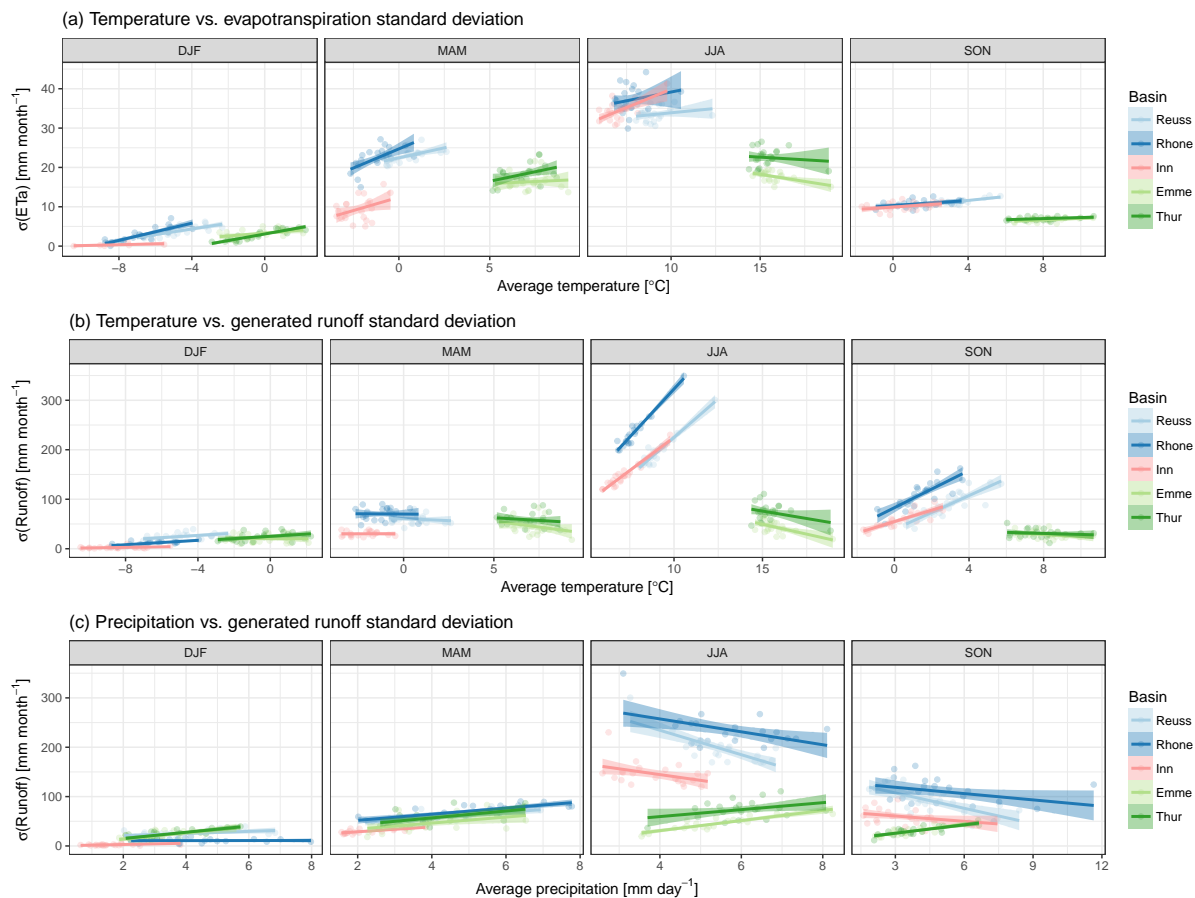 (a) Temperature vs. evapotranspiration standard deviation
DJF MAM JJA SON
σ(ETa) [mm month⁻¹]
40
30
20
10
0
−8 −4 0
0 5
10 15
0 4 8
Average temperature [°C]
Basin
Reuss
Rhone
Inn
Emme
Thur
(b) Temperature vs. generated runoff standard deviation
DJF MAM JJA SON
σ(Runoff) [mm month⁻¹]
300
200
100
0
−8 −4 0
0 5
10 15
0 4 8
Average temperature [°C]
Basin
Reuss
Rhone
Inn
Emme
Thur
(c) Precipitation vs. generated runoff standard deviation
DJF MAM JJA SON
σ(Runoff) [mm month⁻¹]
300
200
100
0
2 4 6 8
2 4 6 8
4 6 8
3 6 9 12
Average precipitation [mm day⁻¹]
Basin
Reuss
Rhone
Inn
Emme
Thur